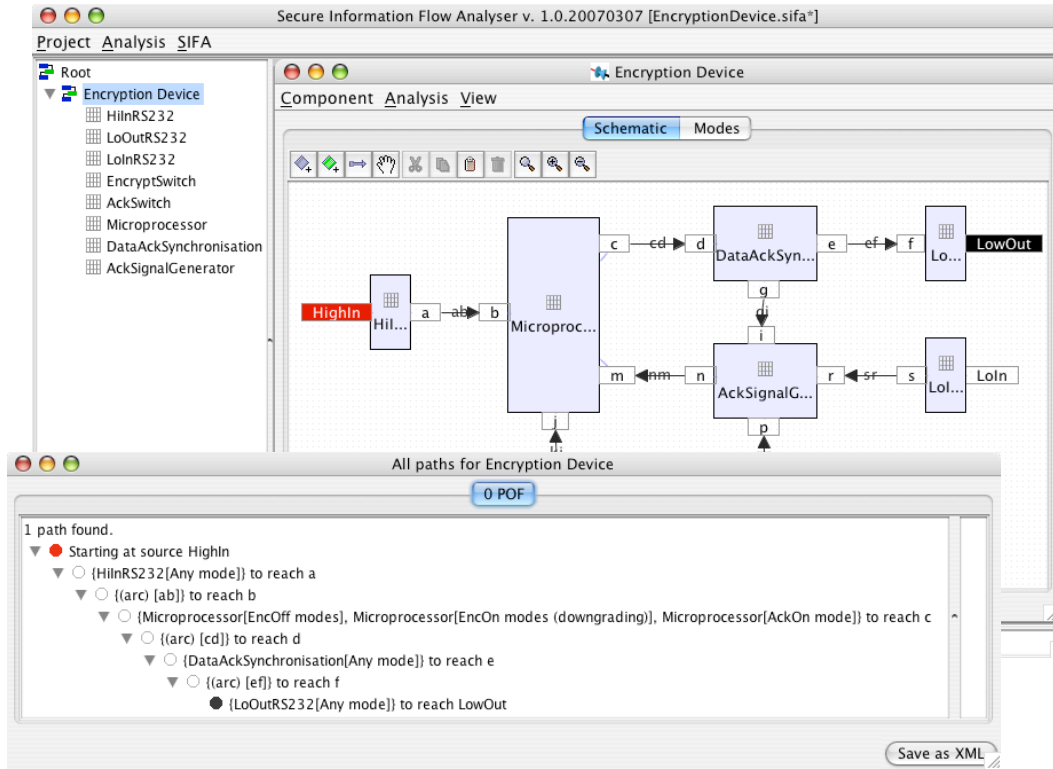 Secure Information Flow Analyser v. 1.0.20070307 [EncryptionDevice.sifa*]
Project Analysis SIFA
Root
Encryption Device
HiInRS232
LoOutRS232
LoInRS232
EncryptSwitch
AckSwitch
Microprocessor
DataAckSynchronisation
AckSignalGenerator
Encryption Device
Component Analysis View
Schematic Modes
c cd d DataAckSyn... e ef f Lo... LowOut
g
HighIn HiI... a ab b Microproc...
i
m nm n AckSignalG... r sr s LoI... LoIn
j p
All paths for Encryption Device
0 POF
1 path found.
Starting at source HighIn
{HiInRS232[Any mode]} to reach a
{(arc) [ab]} to reach b
{Microprocessor[EncOff modes], Microprocessor[EncOn modes (downgrading)], Microprocessor[AckOn mode]} to reach c
{(arc) [cd]} to reach d
{DataAckSynchronisation[Any mode]} to reach e
{(arc) [ef]} to reach f
{LoOutRS232[Any mode]} to reach LowOut
Save as XML